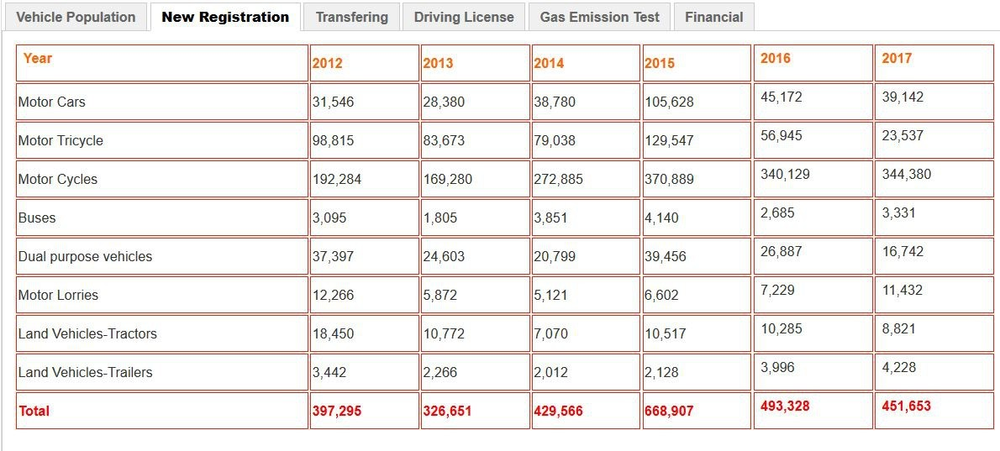 Vehicle Population New Registration Transfering Driving License Gas Emission Test Financial
Year 2012 2013 2014 2015 2016 2017
Motor Cars 31,546 28,380 38,780 105,628 45,172 39,142
Motor Tricycle 98,815 83,673 79,038 129,547 56,945 23,537
Motor Cycles 192,284 169,280 272,885 370,889 340,129 344,380
Buses 3,095 1,805 3,851 4,140 2,685 3,331
Dual purpose vehicles 37,397 24,603 20,799 39,456 26,887 16,742
Motor Lorries 12,266 5,872 5,121 6,602 7,229 11,432
Land Vehicles-Tractors 18,450 10,772 7,070 10,517 10,285 8,821
Land Vehicles-Trailers 3,442 2,266 2,012 2,128 3,996 4,228
Total 397,295 326,651 429,566 668,907 493,328 451,653